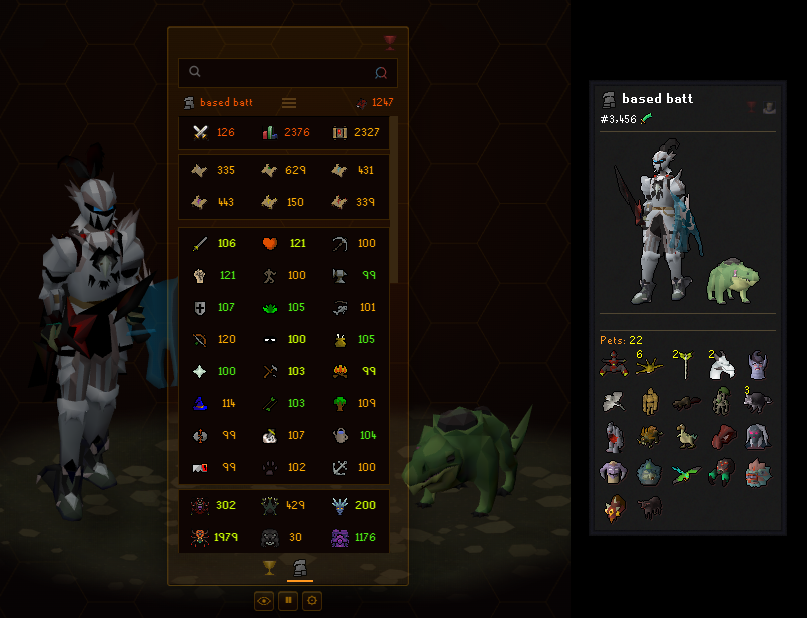 based batt 1247
126 2376 2327
335 629 431
443 150 339
106 121 100
121 100 99
107 105 101
120 100 105
100 103 99
114 103 109
99 107 104
99 102 100
302 429 200
1979 30 1176
based batt
#3,456
Pets: 22
6 2 2
3